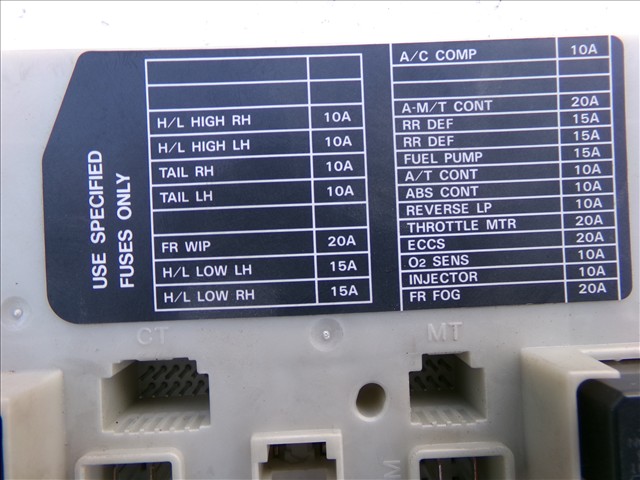 USE SPECIFIED
FUSES ONLY
H/L HIGH RH 10A
H/L HIGH LH 10A
TAIL RH 10A
TAIL LH 10A
FR WIP 20A
H/L LOW LH 15A
H/L LOW RH 15A
A/C COMP 10A
A-M/T CONT 20A
RR DEF 15A
RR DEF 15A
FUEL PUMP 15A
A/T CONT 10A
ABS CONT 10A
REVERSE LP 10A
THROTTLE MTR 20A
ECCS 20A
O2 SENS 10A
INJECTOR 10A
FR FOG 20A
CT
MT
M